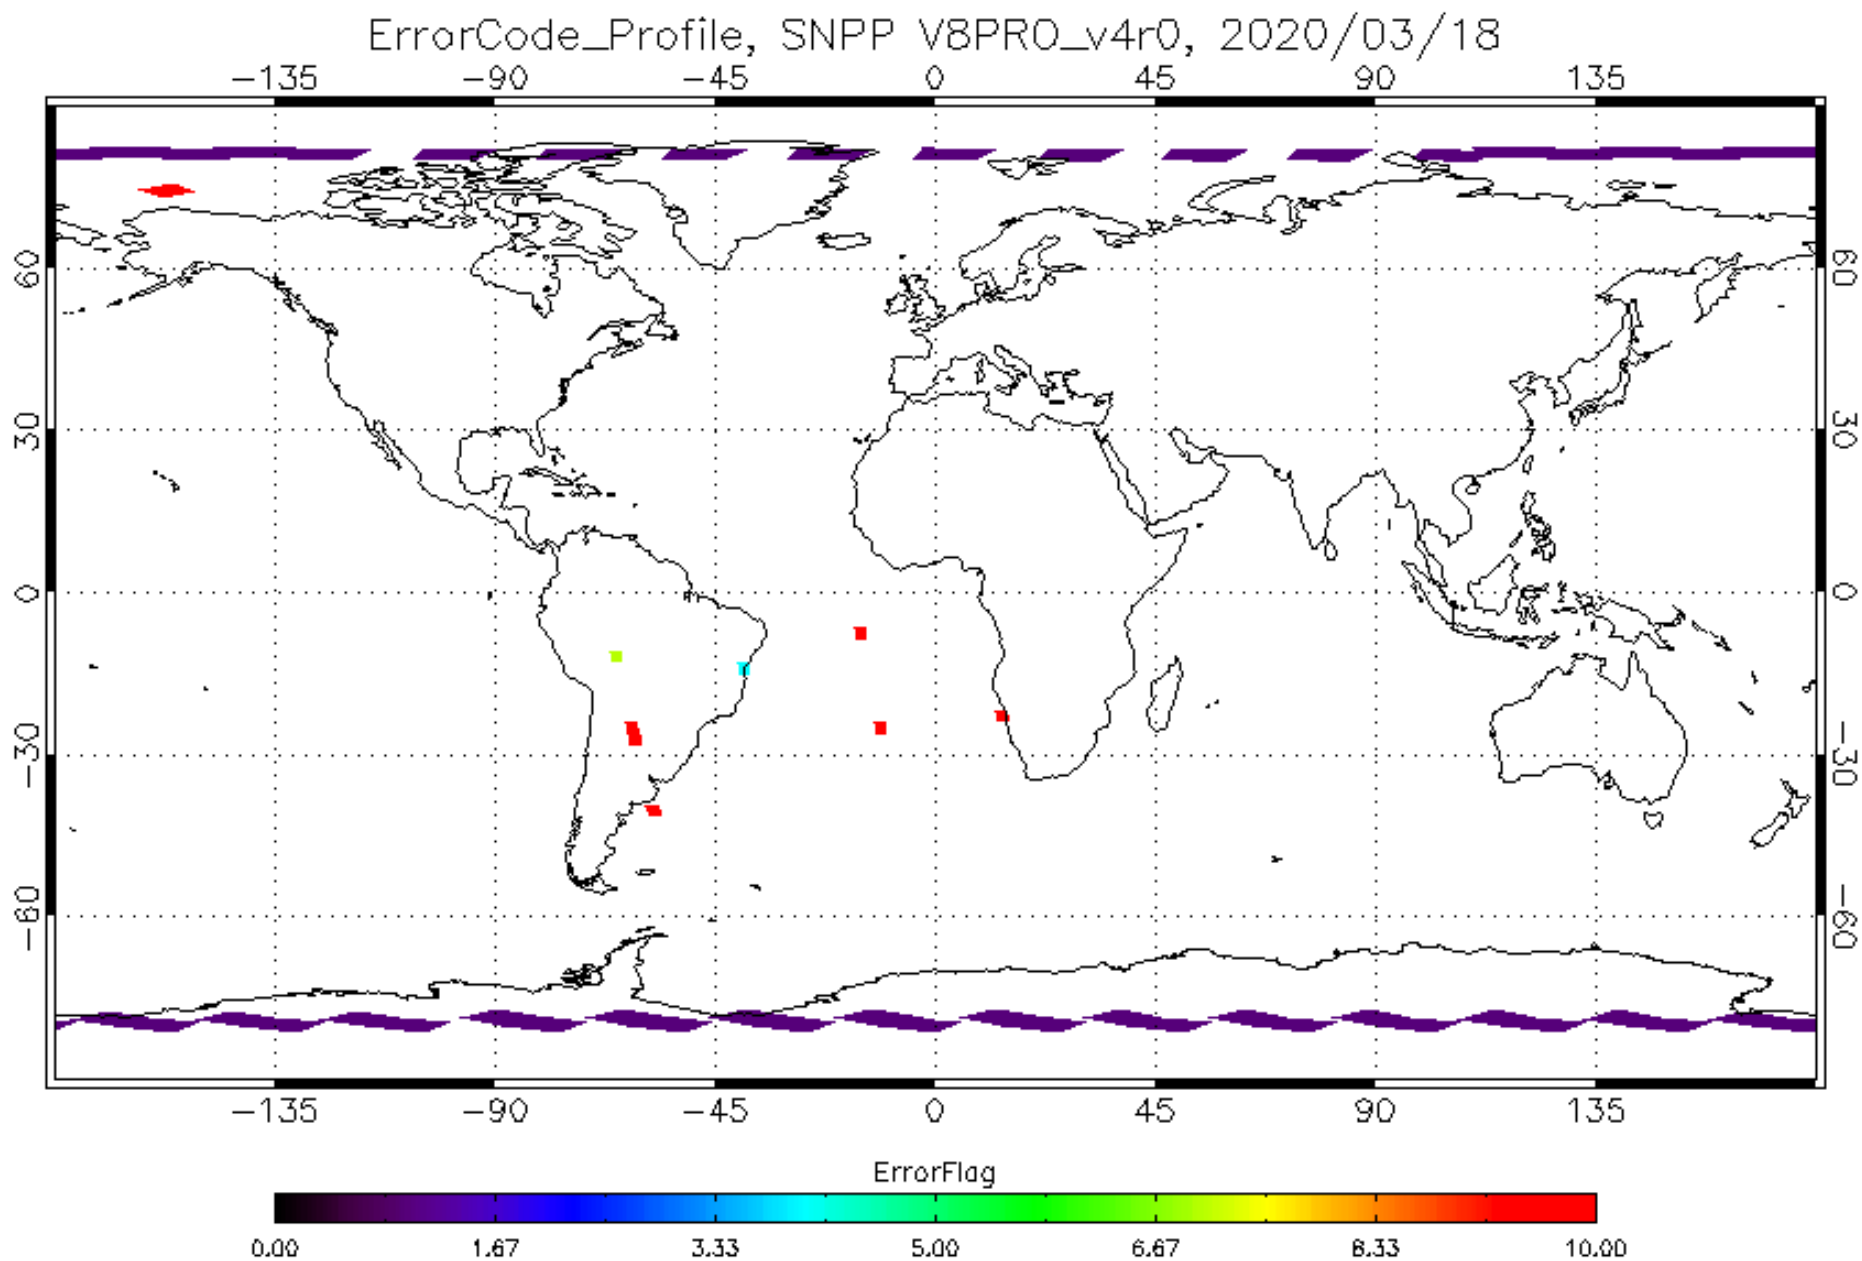 ErrorCode_Profile, SNPP V8PRO_v4r0, 2020/03/18
-135 -90 -45 0 45 90 135
60 60
30 30
0 0
-30 -30
-60 -60
-135 -90 -45 0 45 90 135
ErrorFlag
0.00 1.67 3.33 5.00 6.67 8.33 10.00